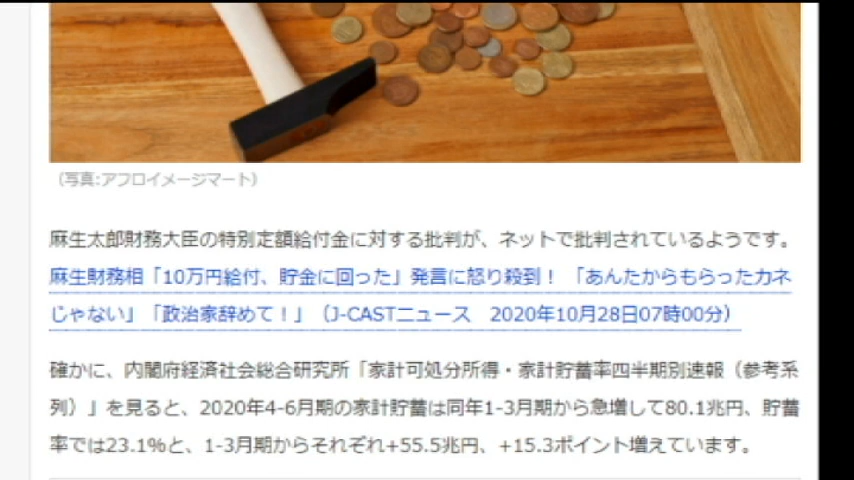 （写真:アフロイメージマート）
麻生太郎財務大臣の特別定額給付金に対する批判が、ネットで批判されているようです。
麻生財務相「10万円給付、貯金に回った」発言に怒り殺到！ 「あんたからもらったカネ
じゃない」「政治家辞めて！」（J-CASTニュース　2020年10月28日07時00分）
確かに、内閣府経済社会総合研究所「家計可処分所得・家計貯蓄率四半期別速報（参考系
列）」を見ると、2020年4-6月期の家計貯蓄は同年1-3月期から急増して80.1兆円、貯蓄
率では23.1%と、1-3月期からそれぞれ+55.5兆円、+15.3ポイント増えています。